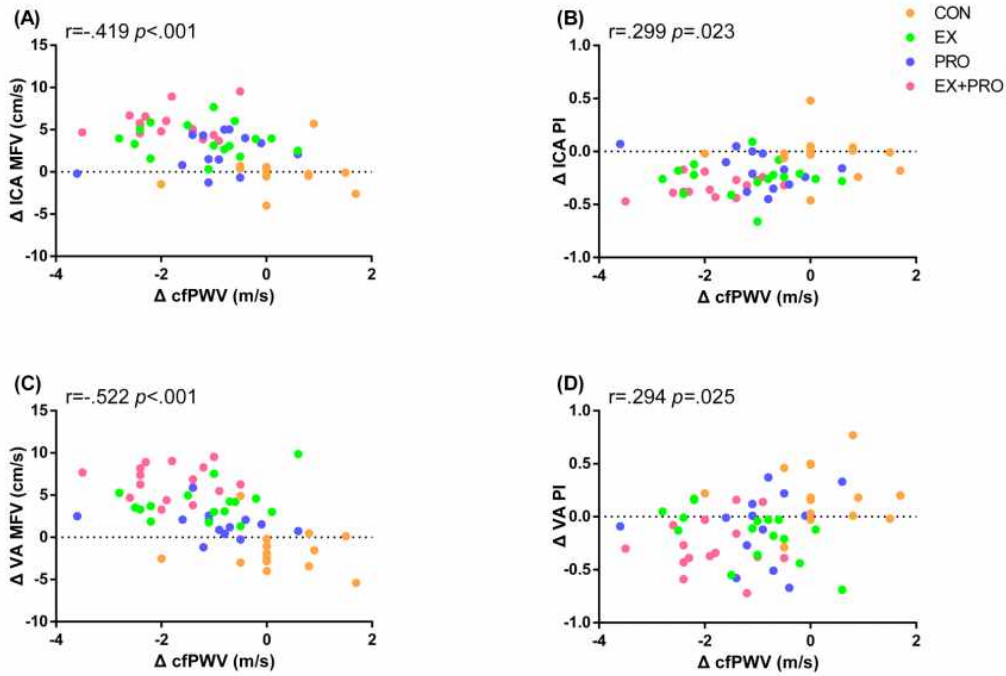 (A)
r=-.419 p<.001
15
10
5
0
-5
-10
Δ ICA MFV (cm/s)
-4 -2 0 2
Δ cfPWV (m/s)
(B)
r=.299 p=.023
1.0
0.5
0.0
-0.5
-1.0
Δ ICA PI
-4 -2 0 2
Δ cfPWV (m/s)
CON
EX
PRO
EX+PRO
(C)
r=-.522 p<.001
15
10
5
0
-5
-10
Δ VA MFV (cm/s)
-4 -2 0 2
Δ cfPWV (m/s)
(D)
r=.294 p=.025
1.0
0.5
0.0
-0.5
-1.0
Δ VA PI
-4 -2 0 2
Δ cfPWV (m/s)